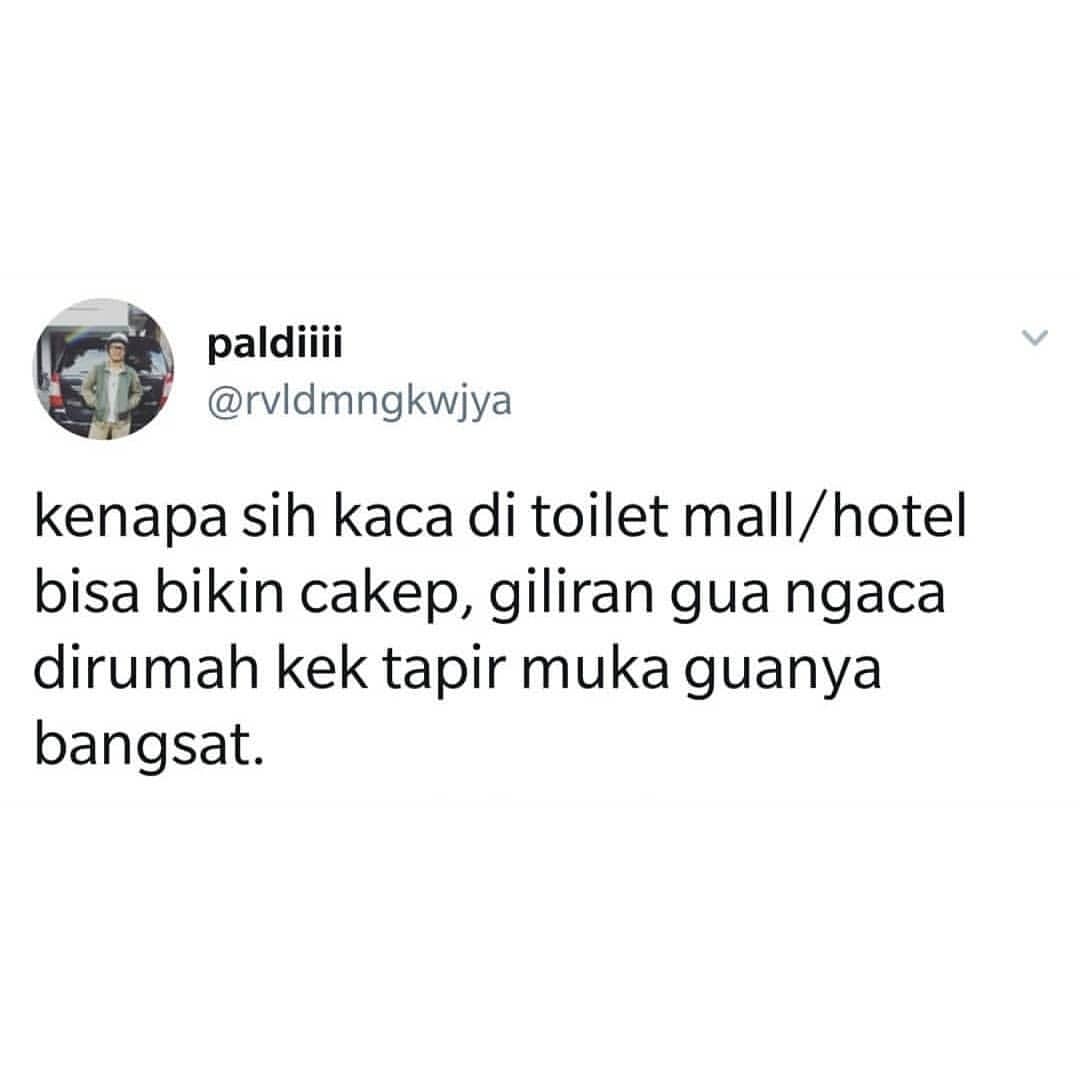 paldiiii
@rvldmngkwjya
kenapa sih kaca di toilet mall/hotel
bisa bikin cakep, giliran gua ngaca
dirumah kek tapir muka guanya
bangsat.